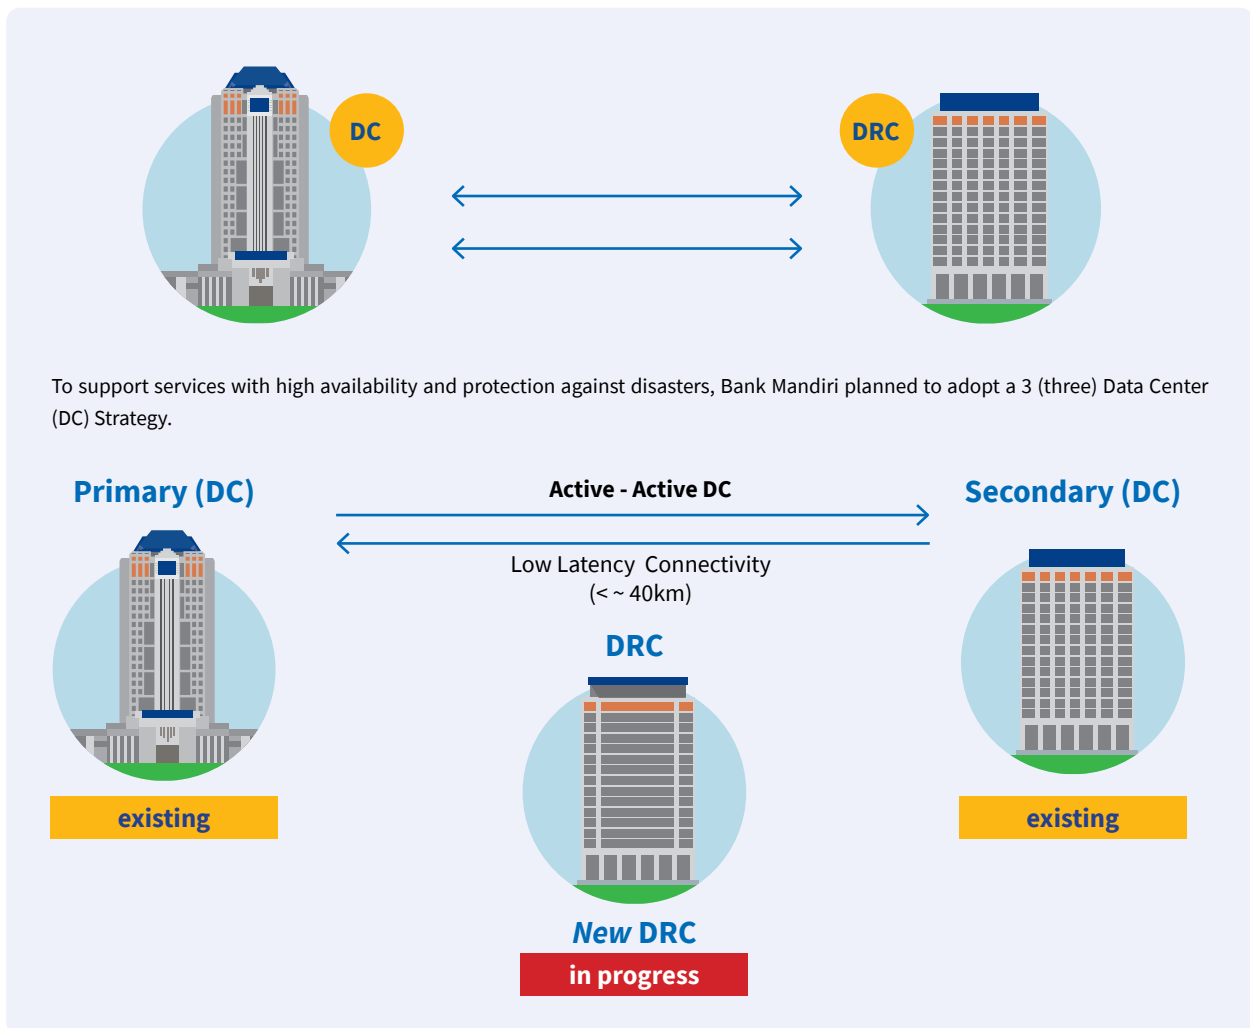 DC
DRC
To support services with high availability and protection against disasters, Bank Mandiri planned to adopt a 3 (three) Data Center
(DC) Strategy.
Primary (DC)
Active - Active DC
Secondary (DC)
Low Latency Connectivity
(< ~ 40km)
DRC
existing
existing
New DRC
in progress